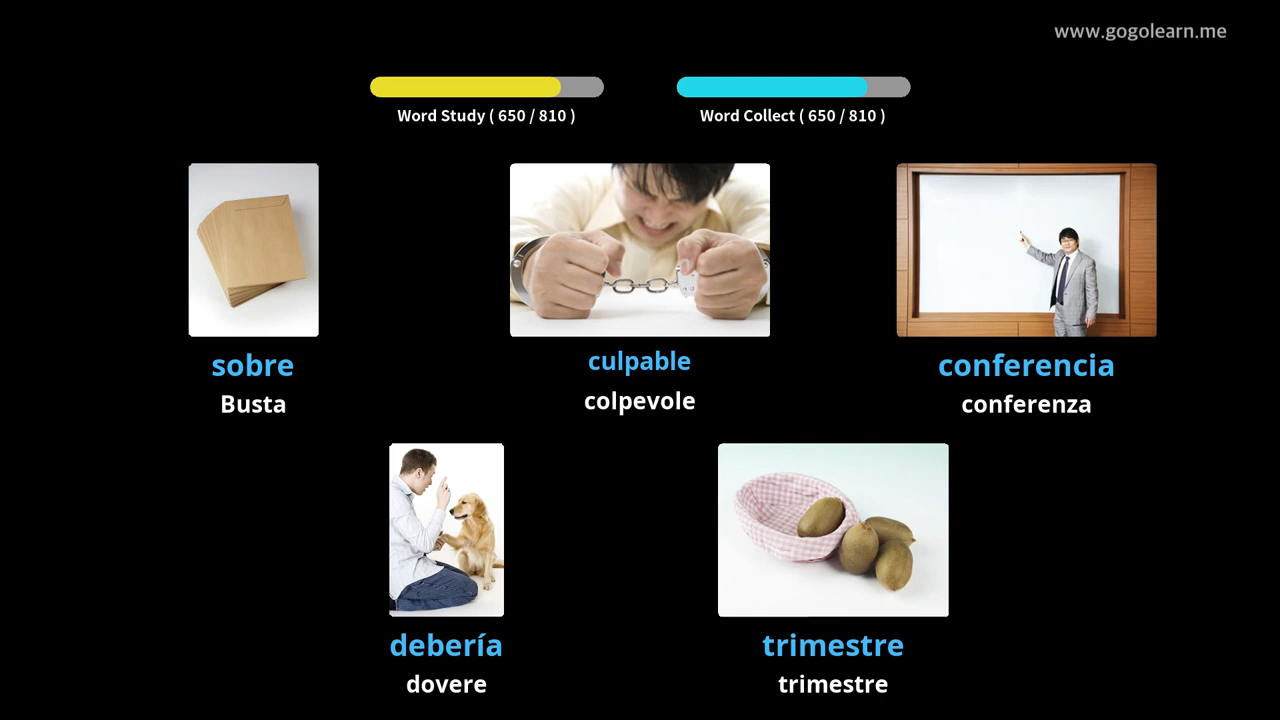 www.gogolearn.me
Word Study ( 650 / 810 )
Word Collect ( 650 / 810 )
sobre
Busta
culpable
colpevole
conferencia
conferenza
debería
dovere
trimestre
trimestre